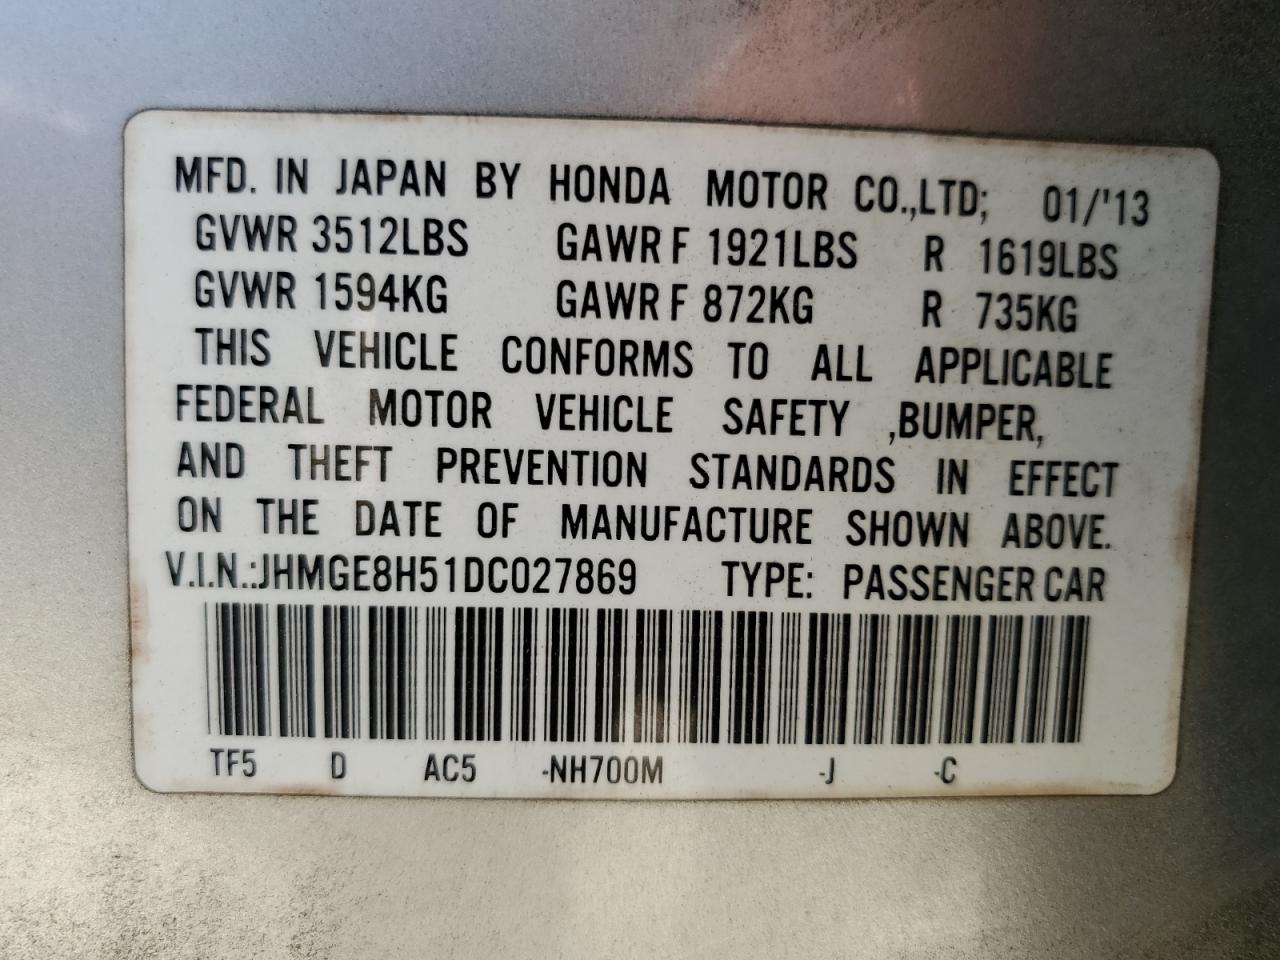 MFD. IN JAPAN BY HONDA MOTOR CO.,LTD; 01/'13
GVWR 3512LBS GAWR F 1921LBS R 1619LBS
GVWR 1594KG GAWR F 872KG R 735KG
THIS VEHICLE CONFORMS TO ALL APPLICABLE
FEDERAL MOTOR VEHICLE SAFETY ,BUMPER,
AND THEFT PREVENTION STANDARDS IN EFFECT
ON THE DATE OF MANUFACTURE SHOWN ABOVE.
V.I.N.:JHMGE8H51DC027869 TYPE: PASSENGER CAR
TF5 D AC5 -NH700M -J -C